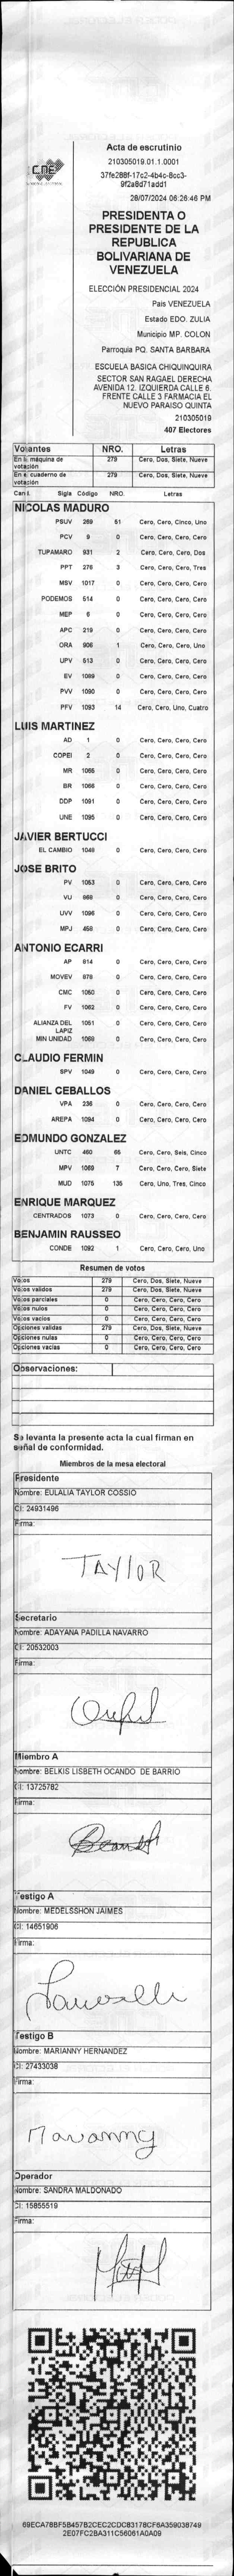 CNE
Acta de escrutinio
210305019.01.1.0001
37fe288f-17c2-4b4c-8cc3-
9f2a8d71add1
28/07/2024 06:26:46 PM
PRESIDENTA O
PRESIDENTE DE LA
REPUBLICA
BOLIVARIANA DE
VENEZUELA
ELECCIÓN PRESIDENCIAL 2024
Pais VENEZUELA
Estado EDO. ZULIA
Municipio MP. COLON
Parroquia PQ. SANTA BARBARA
ESCUELA BASICA CHIQUINQUIRA
SECTOR SAN RAGAEL DERECHA
AVENIDA 12. IZQUIERDA CALLE 6.
FRENTE CALLE 3 FARMACIA EL
NUEVO PARAISO QUINTA
210305019
407 Electores
Votantes NRO. Letras
En la máquina de votación 279 Cero, Dos, Siete, Nueve
En el cuaderno de votación 279 Cero, Dos, Siete, Nueve
Cand. Sigla Código NRO. Letras
NICOLAS MADURO
PSUV 269 51 Cero, Cero, Cinco, Uno
PCV 9 0 Cero, Cero, Cero, Cero
TUPAMARO 931 2 Cero, Cero, Cero, Dos
PPT 276 3 Cero, Cero, Cero, Tres
MSV 1017 0 Cero, Cero, Cero, Cero
PODEMOS 514 0 Cero, Cero, Cero, Cero
MEP 6 0 Cero, Cero, Cero, Cero
APC 219 0 Cero, Cero, Cero, Cero
ORA 906 1 Cero, Cero, Cero, Uno
UPV 513 0 Cero, Cero, Cero, Cero
EV 1089 0 Cero, Cero, Cero, Cero
PVV 1090 0 Cero, Cero, Cero, Cero
PFV 1093 14 Cero, Cero, Uno, Cuatro
LUIS MARTINEZ
AD 1 0 Cero, Cero, Cero, Cero
COPEI 2 0 Cero, Cero, Cero, Cero
MR 1065 0 Cero, Cero, Cero, Cero
BR 1066 0 Cero, Cero, Cero, Cero
DDP 1091 0 Cero, Cero, Cero, Cero
UNE 1095 0 Cero, Cero, Cero, Cero
JAVIER BERTUCCI
EL CAMBIO 1048 0 Cero, Cero, Cero, Cero
JOSE BRITO
PV 1053 0 Cero, Cero, Cero, Cero
VU 868 0 Cero, Cero, Cero, Cero
UVV 1096 0 Cero, Cero, Cero, Cero
MPJ 458 0 Cero, Cero, Cero, Cero
ANTONIO ECARRI
AP 814 0 Cero, Cero, Cero, Cero
MOVEV 978 0 Cero, Cero, Cero, Cero
CMC 1050 0 Cero, Cero, Cero, Cero
FV 1082 0 Cero, Cero, Cero, Cero
ALIANZA DEL LAPIZ 1051 0 Cero, Cero, Cero, Cero
MIN UNIDAD 1069 0 Cero, Cero, Cero, Cero
CLAUDIO FERMIN
SPV 1049 0 Cero, Cero, Cero, Cero
DANIEL CEBALLOS
VPA 236 0 Cero, Cero, Cero, Cero
AREPA 1094 0 Cero, Cero, Cero, Cero
EDMUNDO GONZALEZ
UNTC 460 65 Cero, Cero, Seis, Cinco
MPV 1069 7 Cero, Cero, Cero, Siete
MUD 1075 135 Cero, Uno, Tres, Cinco
ENRIQUE MARQUEZ
CENTRADOS 1073 0 Cero, Cero, Cero, Cero
BENJAMIN RAUSSEO
CONDE 1092 1 Cero, Cero, Cero, Uno
Resumen de votos
Votos 279 Cero, Dos, Siete, Nueve
Votos validos 279 Cero, Dos, Siete, Nueve
Votos parciales 0 Cero, Cero, Cero, Cero
Votos nulos 0 Cero, Cero, Cero, Cero
Votos vacios 0 Cero, Cero, Cero, Cero
Opciones validas 279 Cero, Dos, Siete, Nueve
Opciones nulas 0 Cero, Cero, Cero, Cero
Opciones vacias 0 Cero, Cero, Cero, Cero
Observaciones:
Se levanta la presente acta la cual firman en
señal de conformidad.
Miembros de la mesa electoral
Presidente
Nombre: EULALIA TAYLOR COSSIO
CI: 24931496
Firma:
TAYlOR
Secretario
Nombre: ADAYANA PADILLA NAVARRO
CI: 20532003
Firma:
Miembro A
Nombre: BELKIS LISBETH OCANDO DE BARRIO
CI: 13725782
Firma:
Testigo A
Nombre: MEDELSSHON JAIMES
CI: 14651906
Firma:
Testigo B
Nombre: MARIANNY HERNANDEZ
CI: 27433038
Firma:
Operador
Nombre: SANDRA MALDONADO
CI: 15855519
Firma:
69ECA78BF5B457B2CEC2CDC83178CF6A359038749
2E07FC2BA311C56061A0A09